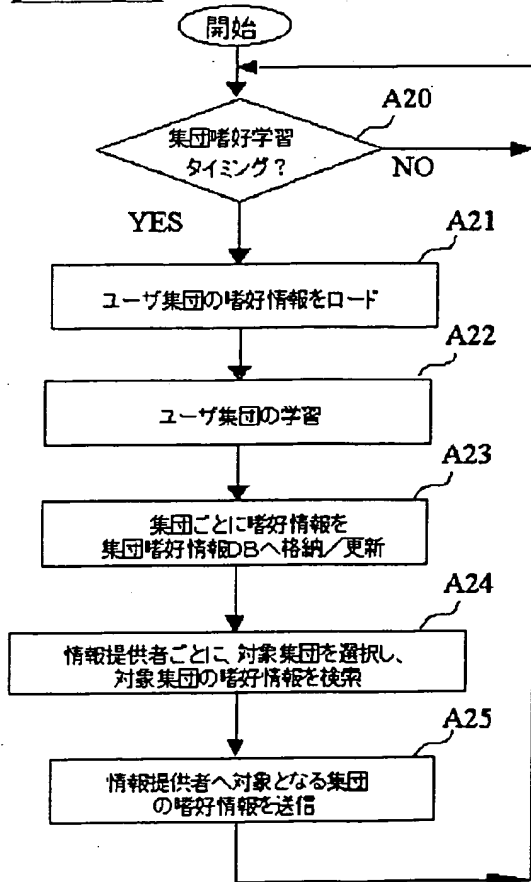 開始
A20
集団嗜好学習
タイミング？
NO
YES
A21
ユーザ集団の嗜好情報をロード
A22
ユーザ集団の学習
A23
集団ごとに嗜好情報を
集団嗜好情報DBへ格納／更新
A24
情報提供者ごとに、対象集団を選択し、
対象集団の嗜好情報を検索
A25
情報提供者へ対象となる集団
の嗜好情報を送信